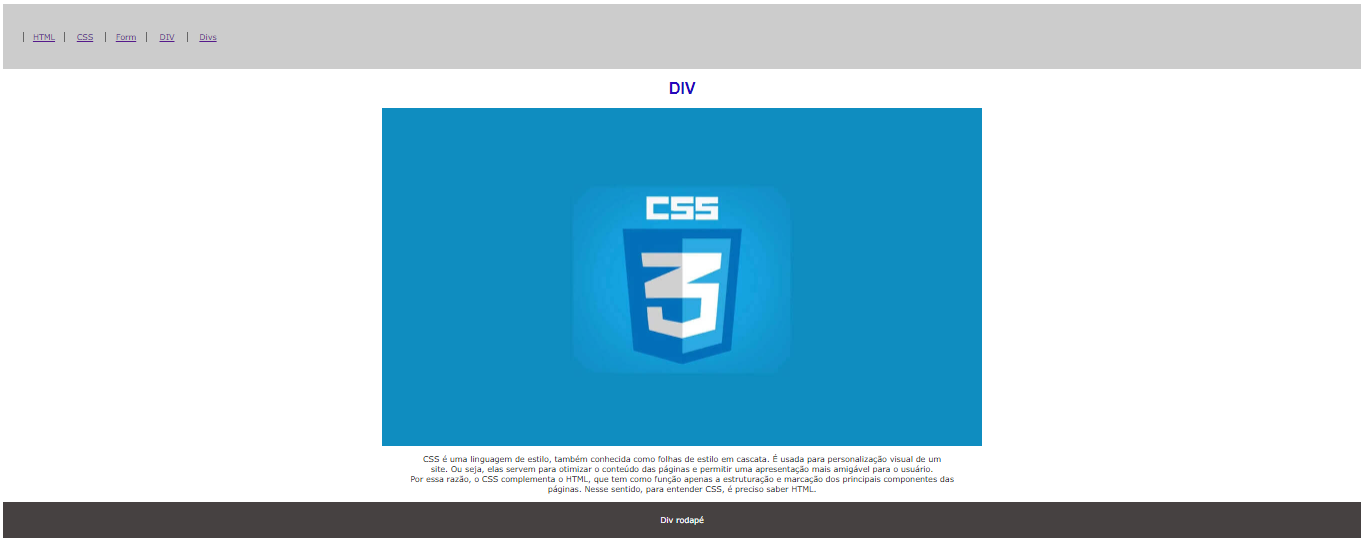 | HTML | CSS | Form | DIV | Divs
DIV
CSS
3
CSS é uma linguagem de estilo, também conhecida como folhas de estilo em cascata. É usada para personalização visual de um
site. Ou seja, elas servem para otimizar o conteúdo das páginas e permitir uma apresentação mais amigável para o usuário.
Por essa razão, o CSS complementa o HTML, que tem como função apenas a estruturação e marcação dos principais componentes das
páginas. Nesse sentido, para entender CSS, é preciso saber HTML.
Div rodapé